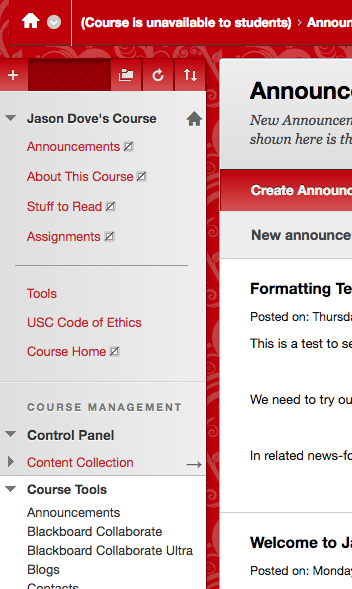 (Course is unavailable to students) > Announ
Jason Dove's Course
Announcements
About This Course
Stuff to Read
Assignments
Tools
USC Code of Ethics
Course Home
COURSE MANAGEMENT
Control Panel
Content Collection
Course Tools
Announcements
Blackboard Collaborate
Blackboard Collaborate Ultra
Blogs
Contacts
Announce
New Announcem
shown here is th
Create Announc
New announce
Formatting Te
Posted on: Thursda
This is a test to se
We need to try ou
In related news-fo
Welcome to Ja
Posted on: Monday